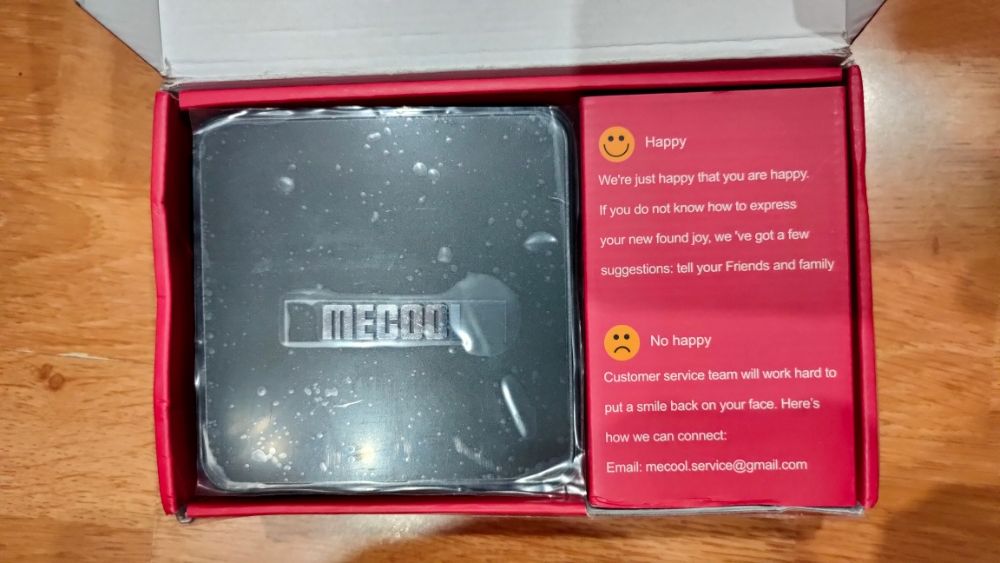 MECOOL
Happy
We're just happy that you are happy.
If you do not know how to express
your new found joy, we 've got a few
suggestions: tell your Friends and family
No happy
Customer service team will work hard to
put a smile back on your face. Here's
how we can connect:
Email: mecool.service@gmail.com